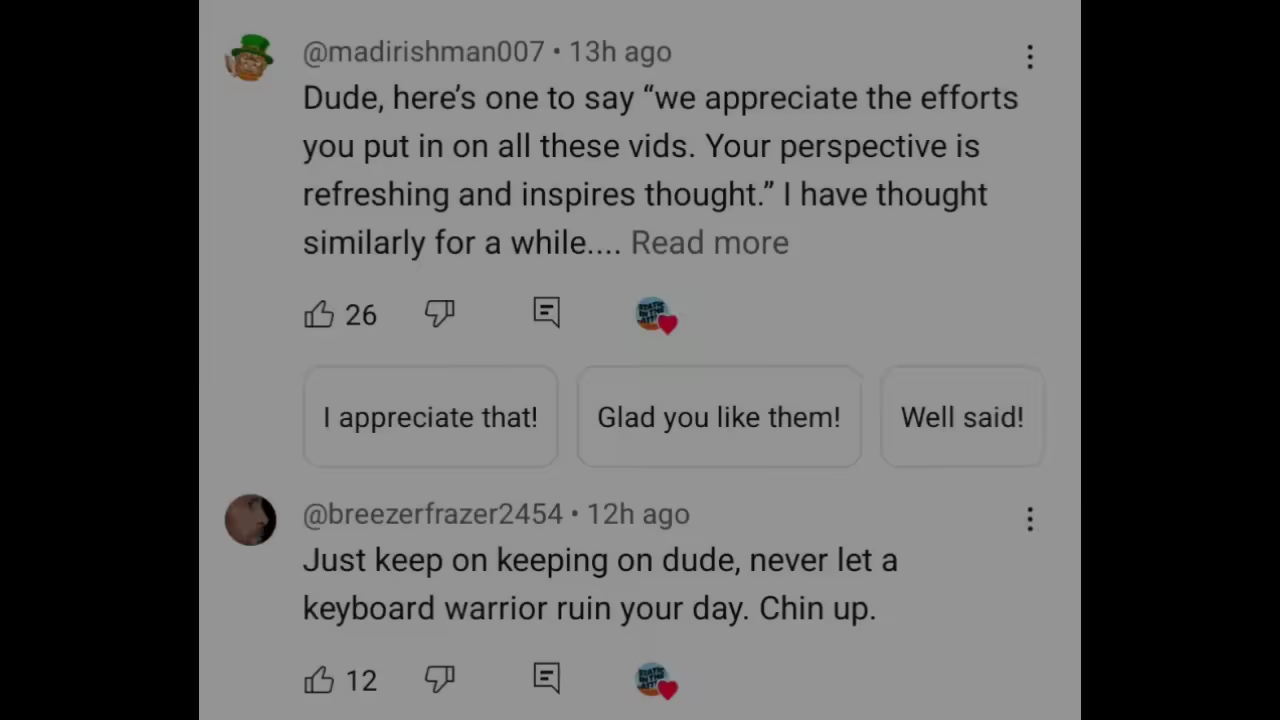 @madirishman007 • 13h ago
Dude, here’s one to say “we appreciate the efforts
you put in on all these vids. Your perspective is
refreshing and inspires thought.” I have thought
similarly for a while.... Read more
26
I appreciate that!
Glad you like them!
Well said!
@breezerfrazer2454 • 12h ago
Just keep on keeping on dude, never let a
keyboard warrior ruin your day. Chin up.
12